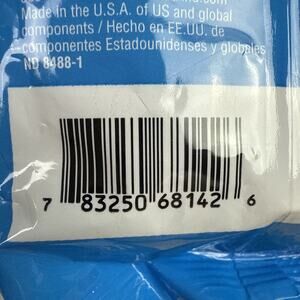 Made in the U.S.A. of US and global
components / Hecho en EE.UU. de
componentes Estadounidenses y globales
ND 8488-1
7 83250 68142 6